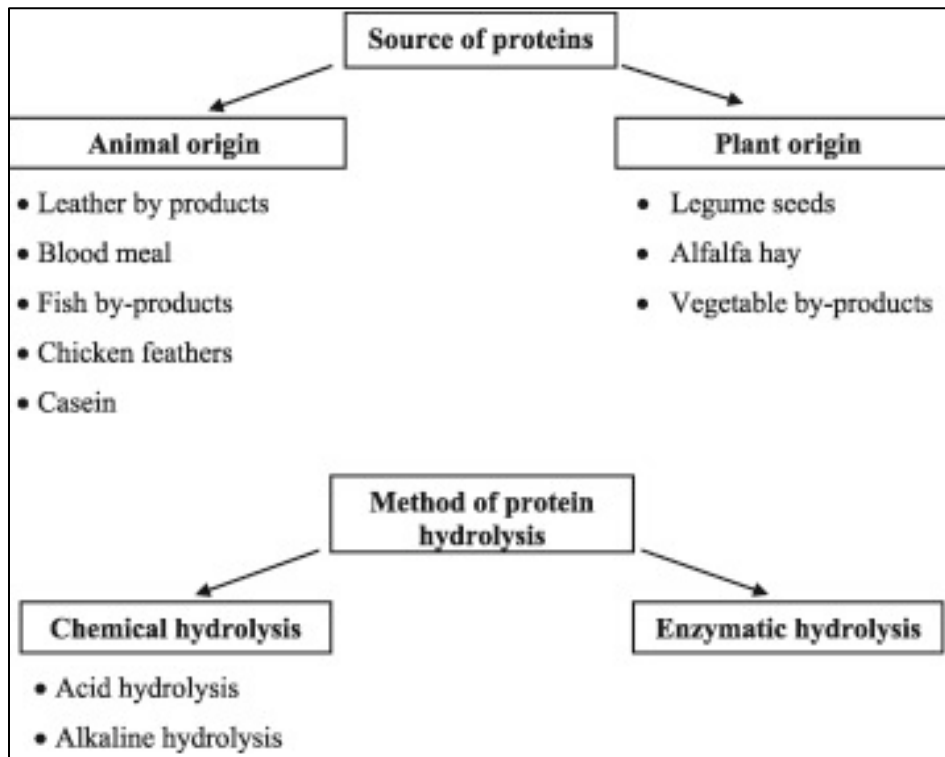 Source of proteins
Animal origin
• Leather by products
• Blood meal
• Fish by-products
• Chicken feathers
• Casein
Plant origin
• Legume seeds
• Alfalfa hay
• Vegetable by-products
Method of protein
hydrolysis
Chemical hydrolysis
• Acid hydrolysis
• Alkaline hydrolysis
Enzymatic hydrolysis